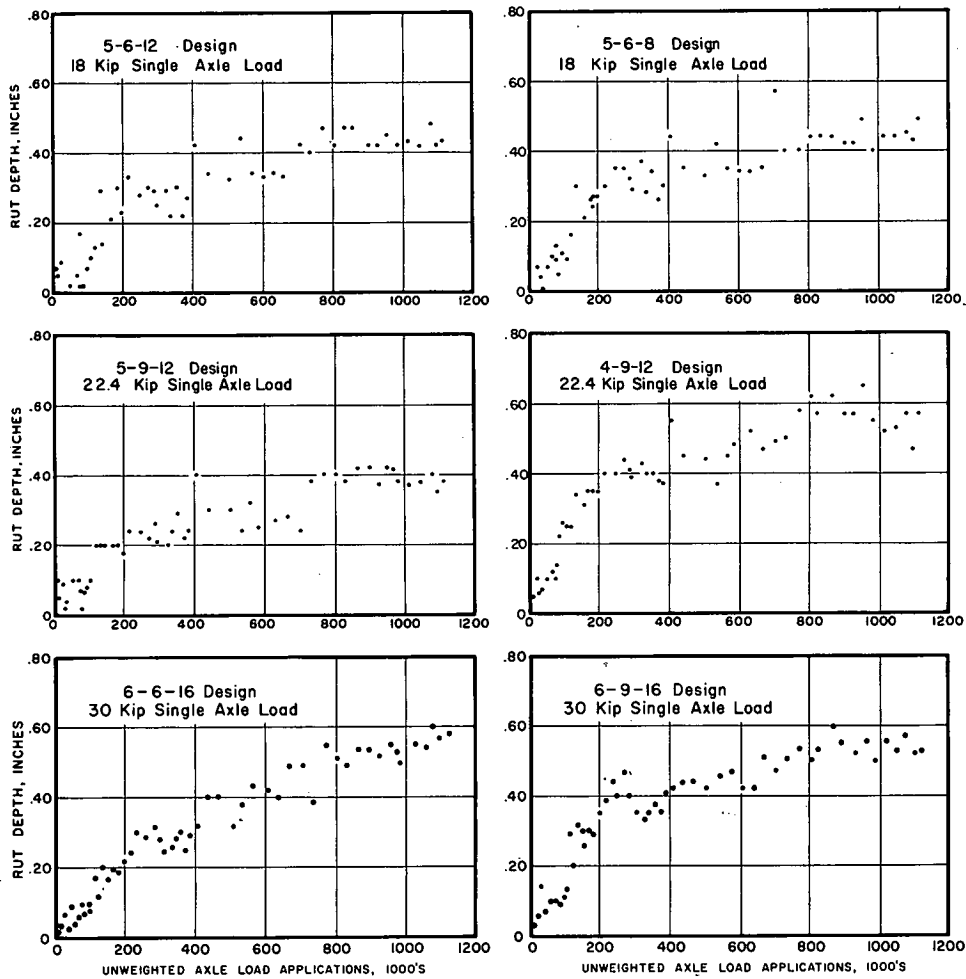 .80
5-6-12 Design
18 Kip Single Axle Load
.60
.40
.20
0
200 400 600 800 1000 1200
RUT DEPTH, INCHES
.80
5-6-8 Design
18 Kip Single Axle Load
.60
.40
.20
0
200 400 600 800 1000 1200
.80
5-9-12 Design
22.4 Kip Single Axle Load
.60
.40
.20
0
200 400 600 800 1000 1200
RUT DEPTH, INCHES
.80
4-9-12 Design
22.4 Kip Single Axle Load
.60
.40
.20
0
200 400 600 800 1000 1200
.80
6-6-16 Design
30 Kip Single Axle Load
.60
.40
.20
0
0 200 400 600 800 1000 1200
RUT DEPTH, INCHES
UNWEIGHTED AXLE LOAD APPLICATIONS, 1000'S
.80
6-9-16 Design
30 Kip Single Axle Load
.60
.40
.20
0
0 200 400 600 800 1000 1200
UNWEIGHTED AXLE LOAD APPLICATIONS, 1000'S